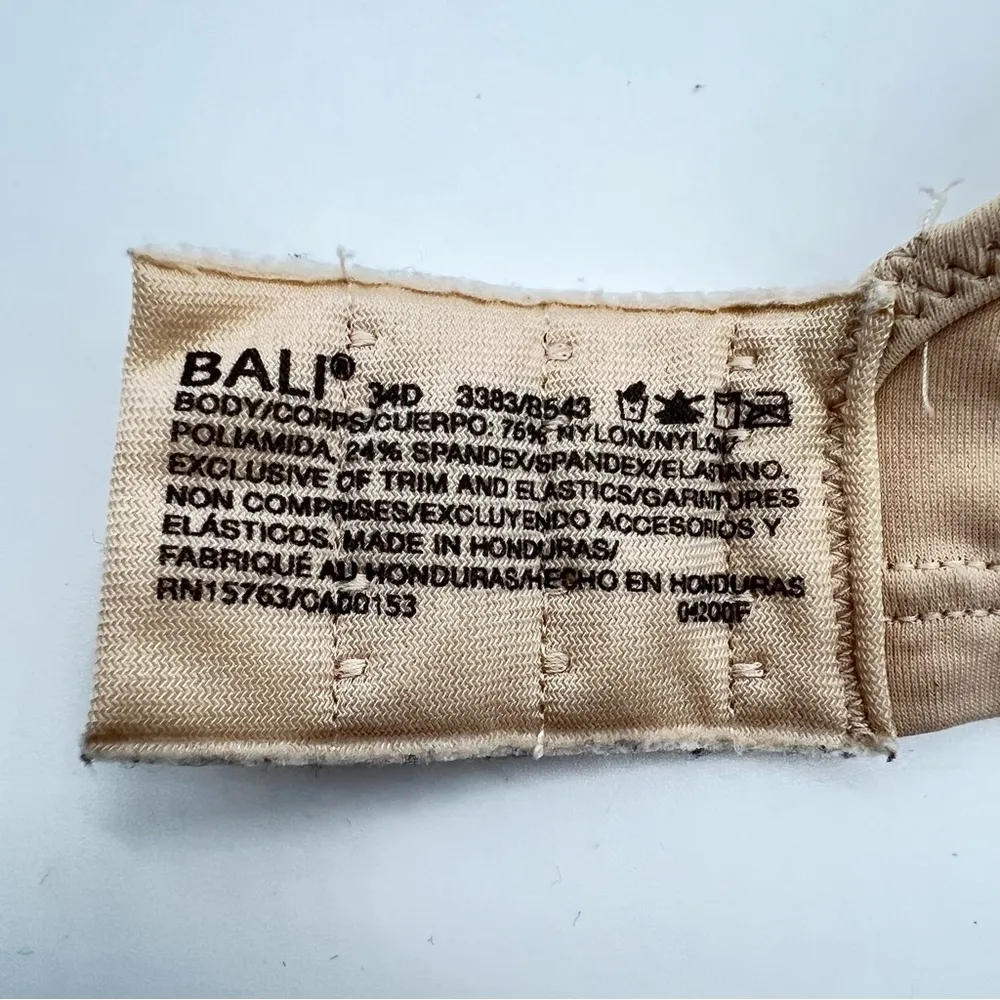 BALI® 34D 3383/B543
BODY/CORPS/CUERPO: 76% NYLON/NYLON/
POLIAMIDA, 24% SPANDEX/SPANDEX/ELASTANO.
EXCLUSIVE OF TRIM AND ELASTICS/GARNITURES
NON COMPRISES/EXCLUYENDO ACCESORIOS Y
ELÁSTICOS. MADE IN HONDURAS/
FABRIQUÉ AU HONDURAS/HECHO EN HONDURAS
RN15763/CA00153 04200F